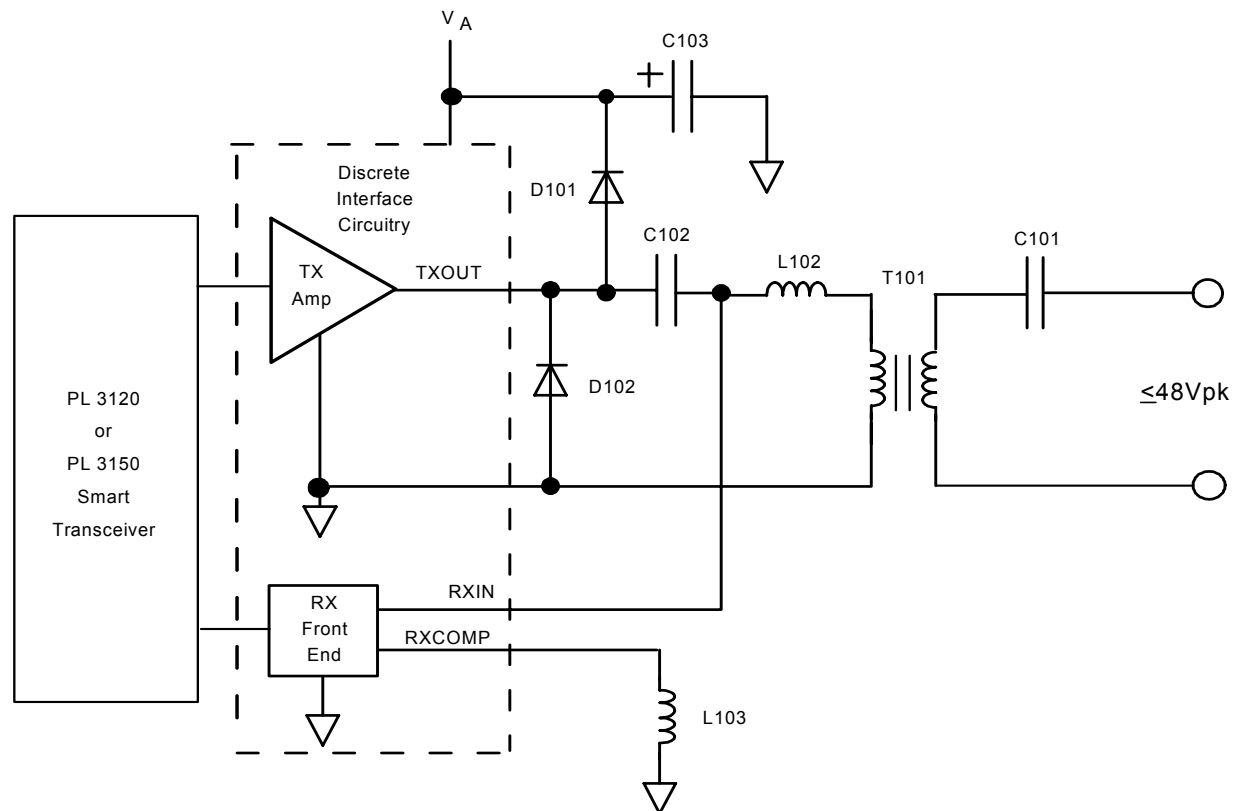 V A
C103
+
Discrete
Interface
Circuitry
D101
C102
C101
L102
T101
TX
Amp
TXOUT
D102
≤48Vpk
PL 3120
or
PL 3150
Smart
Transceiver
RX
Front
End
RXIN
RXCOMP
L103